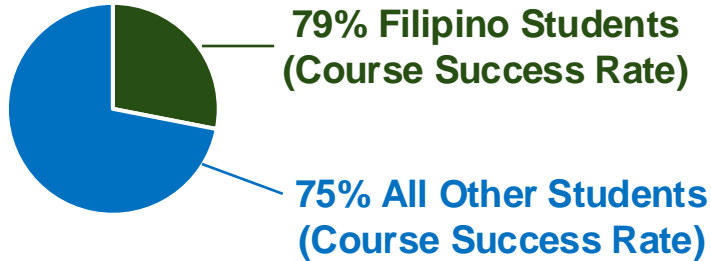 79% Filipino Students
(Course Success Rate)
75% All Other Students
(Course Success Rate)